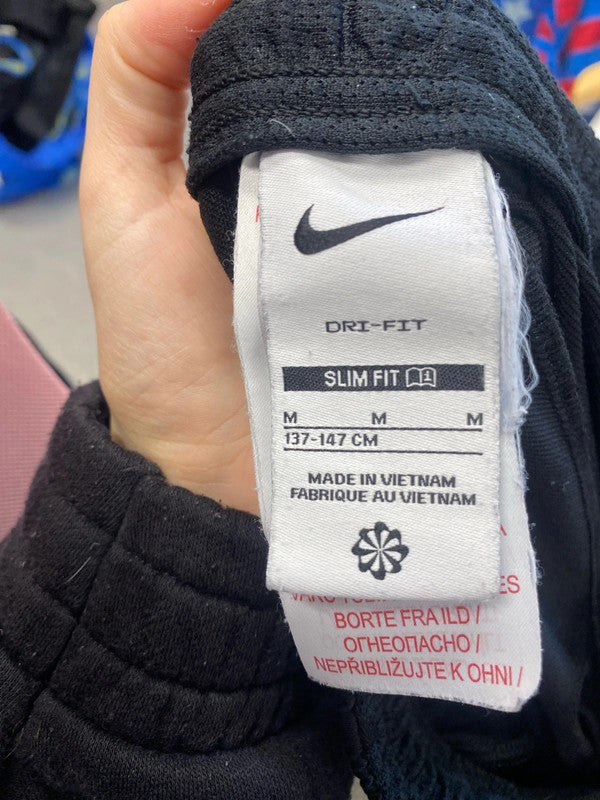 DRI-FIT
SLIM FIT 1
M M M
137-147 CM
MADE IN VIETNAM
FABRIQUE AU VIETNAM
BORTE FRA ILD /
ОГНЕОПАСНО /
NEPŘIBLIŽUJTE K OHNI /